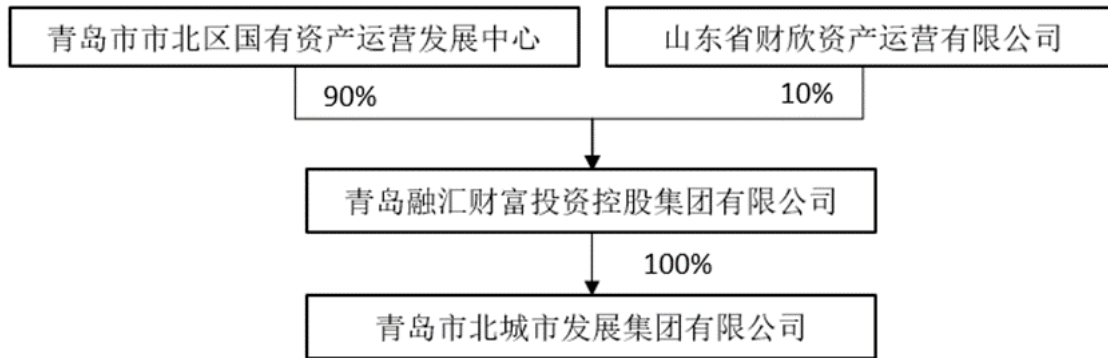 青岛市市北区国有资产运营发展中心
山东省财欣资产运营有限公司
90%
10%
青岛融汇财富投资控股集团有限公司
100%
青岛市北城市发展集团有限公司